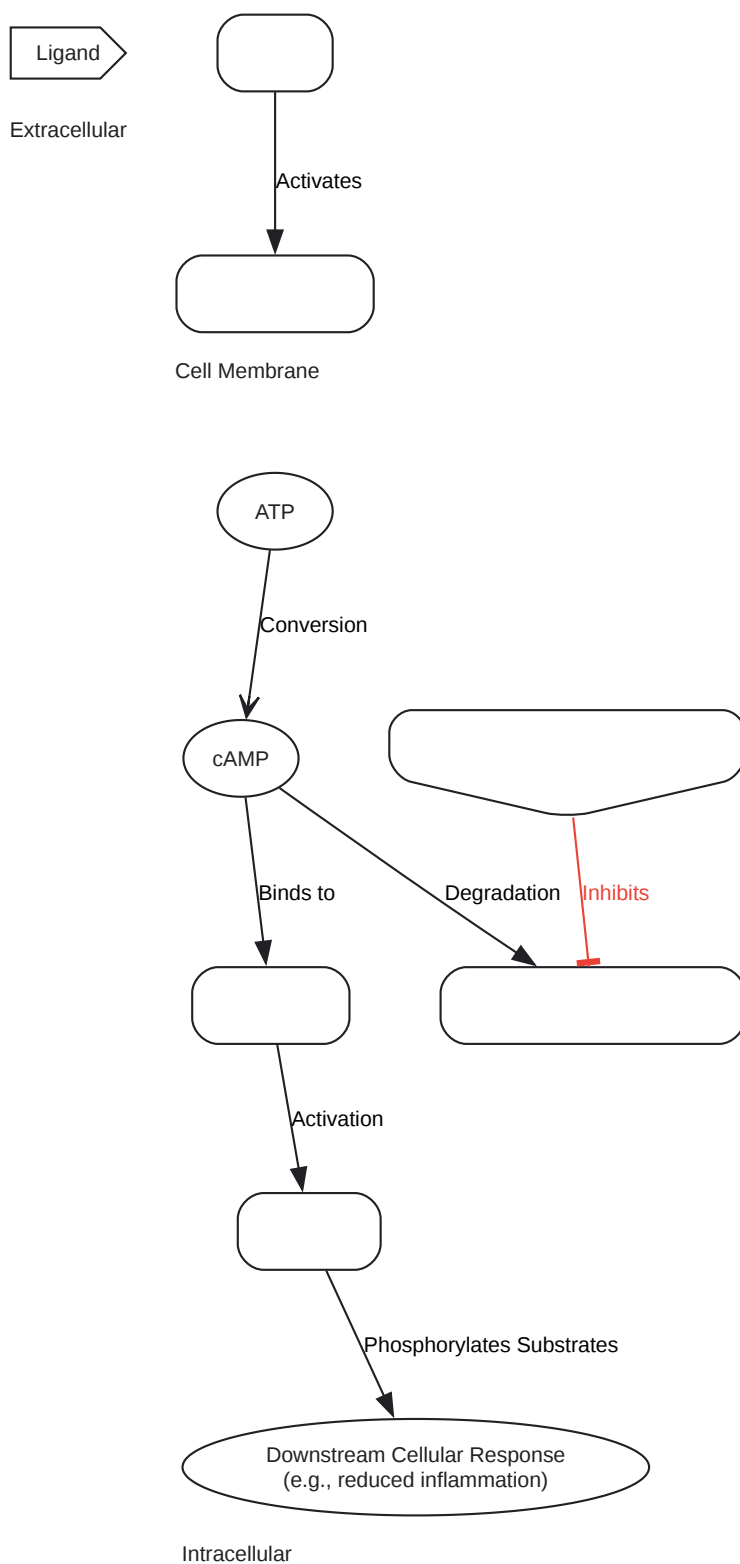 Ligand
Extracellular
Activates
Cell Membrane
ATP
Conversion
cAMP
Binds to
Degradation
Inhibits
Activation
Phosphorylates Substrates
Downstream Cellular Response
(e.g., reduced inflammation)
Intracellular